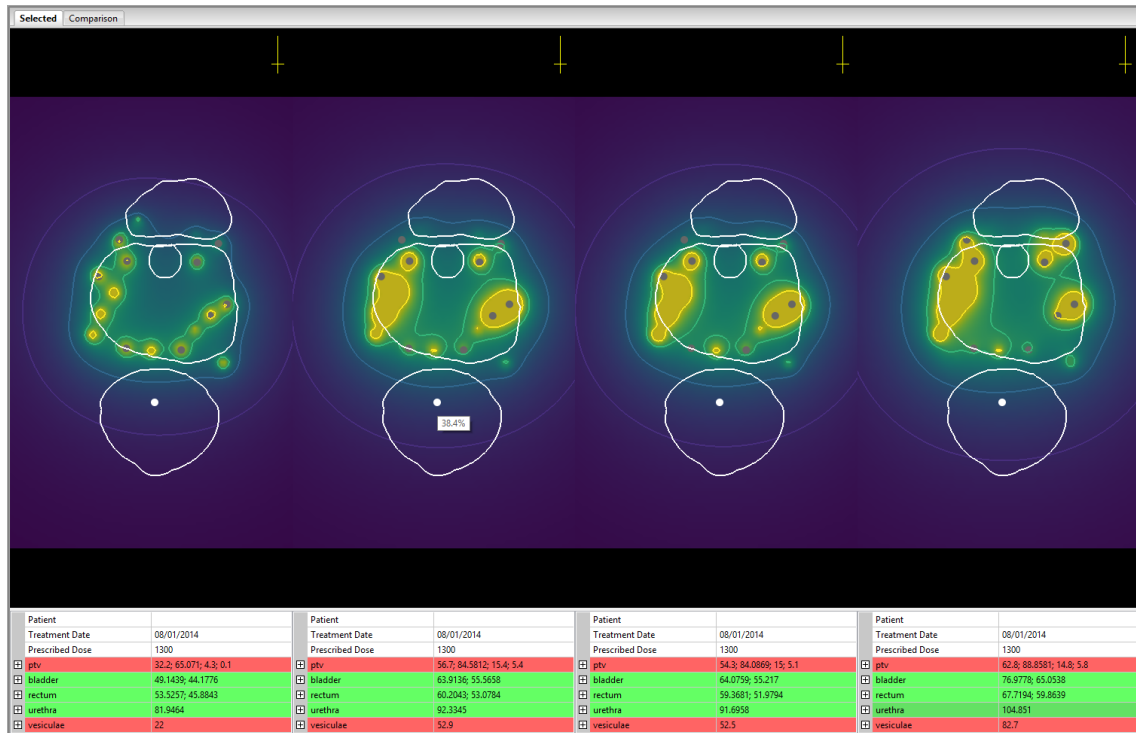 Selected Comparison
38.4%
Patient Patient Patient Patient
Treatment Date 08/01/2014 Treatment Date 08/01/2014 Treatment Date 08/01/2014 Treatment Date 08/01/2014
Prescribed Dose 1300 Prescribed Dose 1300 Prescribed Dose 1300 Prescribed Dose 1300
ptv 32.2; 65.071; 4.3; 0.1 ptv 56.7; 84.5812; 15.4; 5.4 ptv 54.3; 84.0869; 15; 5.1 ptv 62.8; 88.8581; 14.8; 5.8
bladder 49.1439; 44.1776 bladder 63.9136; 55.5658 bladder 64.0759; 55.217 bladder 76.9778; 65.0538
rectum 53.5257; 45.8843 rectum 60.2043; 53.0784 rectum 59.3681; 51.9794 rectum 67.7194; 59.8639
urethra 81.9464 urethra 92.3345 urethra 91.6958 urethra 104.851
vesiculae 22 vesiculae 52.9 vesiculae 52.5 vesiculae 82.7